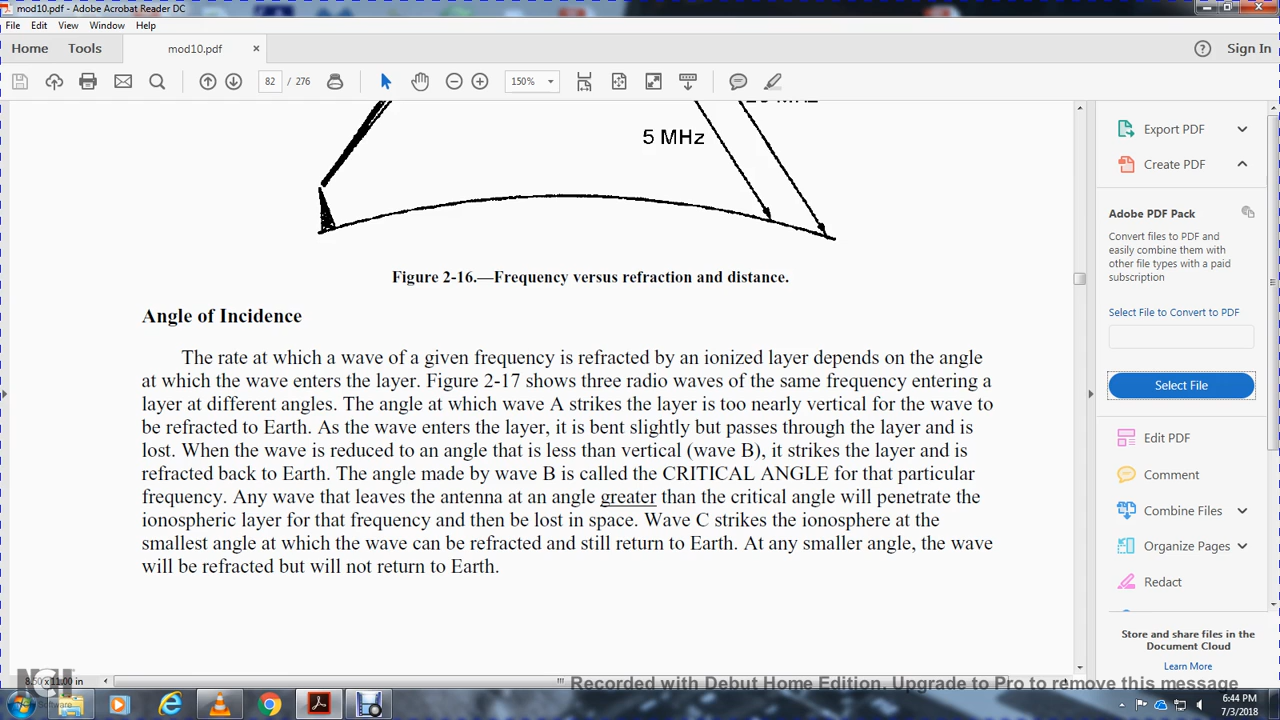 mod10.pdf - Adobe Acrobat Reader DC
File Edit View Window Help
Home Tools mod10.pdf × Sign In
82 / 276 150%
MHz
5 MHz
Figure 2-16.—Frequency versus refraction and distance.
Angle of Incidence
The rate at which a wave of a given frequency is refracted by an ionized layer depends on the angle
at which the wave enters the layer. Figure 2-17 shows three radio waves of the same frequency entering a
layer at different angles. The angle at which wave A strikes the layer is too nearly vertical for the wave to
be refracted to Earth. As the wave enters the layer, it is bent slightly but passes through the layer and is
lost. When the wave is reduced to an angle that is less than vertical (wave B), it strikes the layer and is
refracted back to Earth. The angle made by wave B is called the CRITICAL ANGLE for that particular
frequency. Any wave that leaves the antenna at an angle greater than the critical angle will penetrate the
ionospheric layer for that frequency and then be lost in space. Wave C strikes the ionosphere at the
smallest angle at which the wave can be refracted and still return to Earth. At any smaller angle, the wave
will be refracted but will not return to Earth.
Export PDF
Create PDF
Adobe PDF Pack
Convert files to PDF and
easily combine them with
other file types with a paid
subscription
Select File to Convert to PDF
Select File
Edit PDF
Comment
Combine Files
Organize Pages
Redact
Store and share files in the
Document Cloud
Learn More
8.50 x 11.00 in
Recorded with Debut Home Edition. Upgrade to Pro to remove this message
Software
6:44 PM
7/3/2018